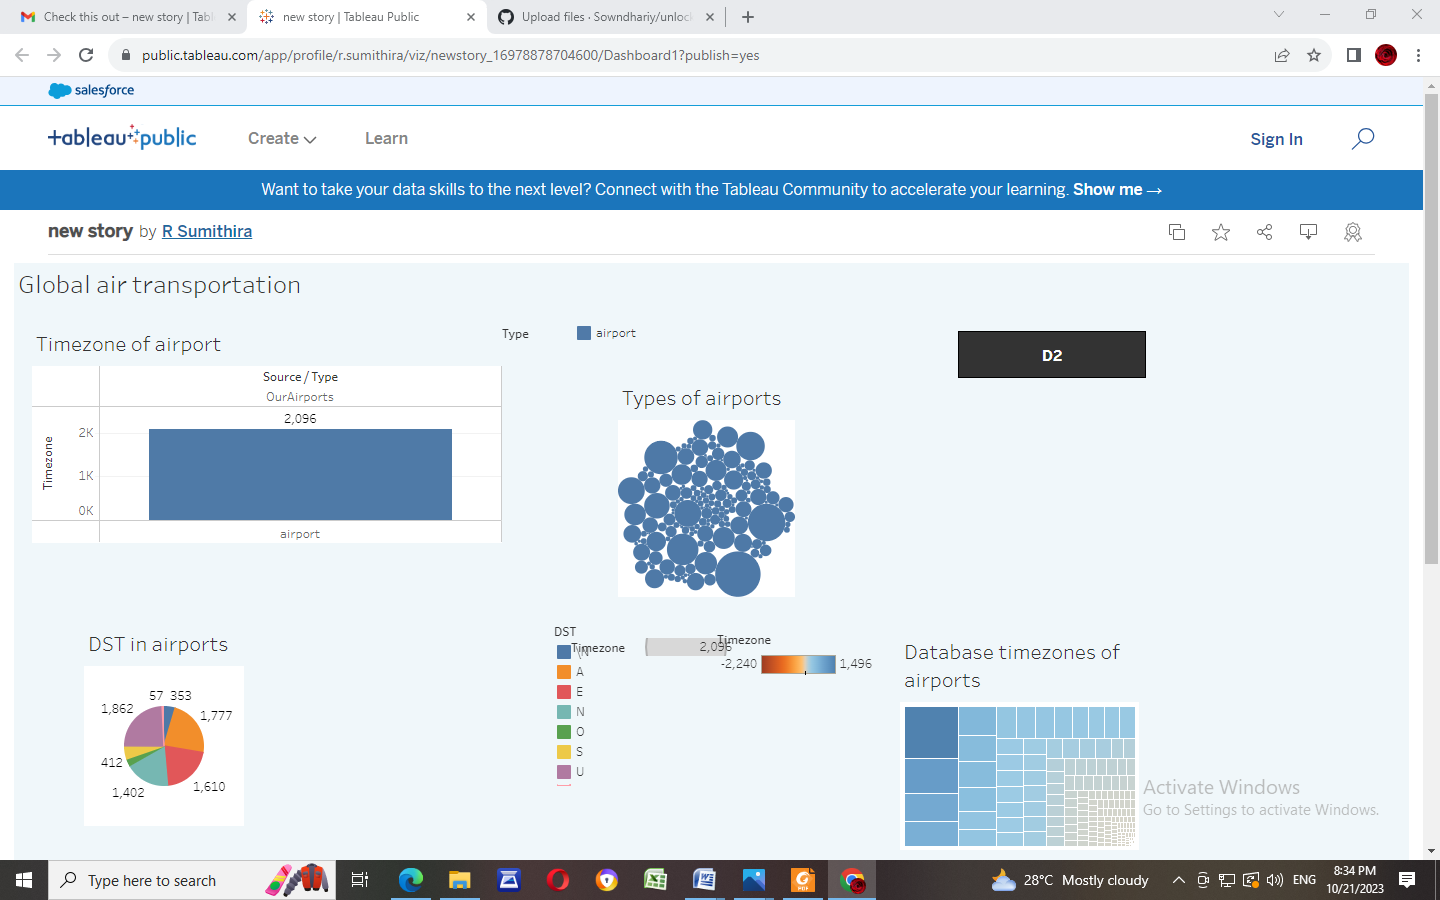 Check this out – new story | Tabl
new story | Tableau Public
Upload files · Sowndhariy/unloc
public.tableau.com/app/profile/r.sumithira/viz/newstory_16978878704600/Dashboard1?publish=yes
salesforce
+ableau+public
Create
Learn
Sign In
Want to take your data skills to the next level? Connect with the Tableau Community to accelerate your learning. Show me →
new story by R Sumithira
Global air transportation
Timezone of airport
Source / Type
OurAirports
2,096
Timezone
2K
1K
0K
airport
Type
airport
D2
Types of airports
DST in airports
57
353
1,862
1,777
412
1,402
1,610
DST
\N
A
E
N
O
S
U
Timezone
2,096
Timezone
-2,240
1,496
Database timezones of
airports
Activate Windows
Go to Settings to activate Windows.
Type here to search
28°C Mostly cloudy
ENG
8:34 PM
10/21/2023